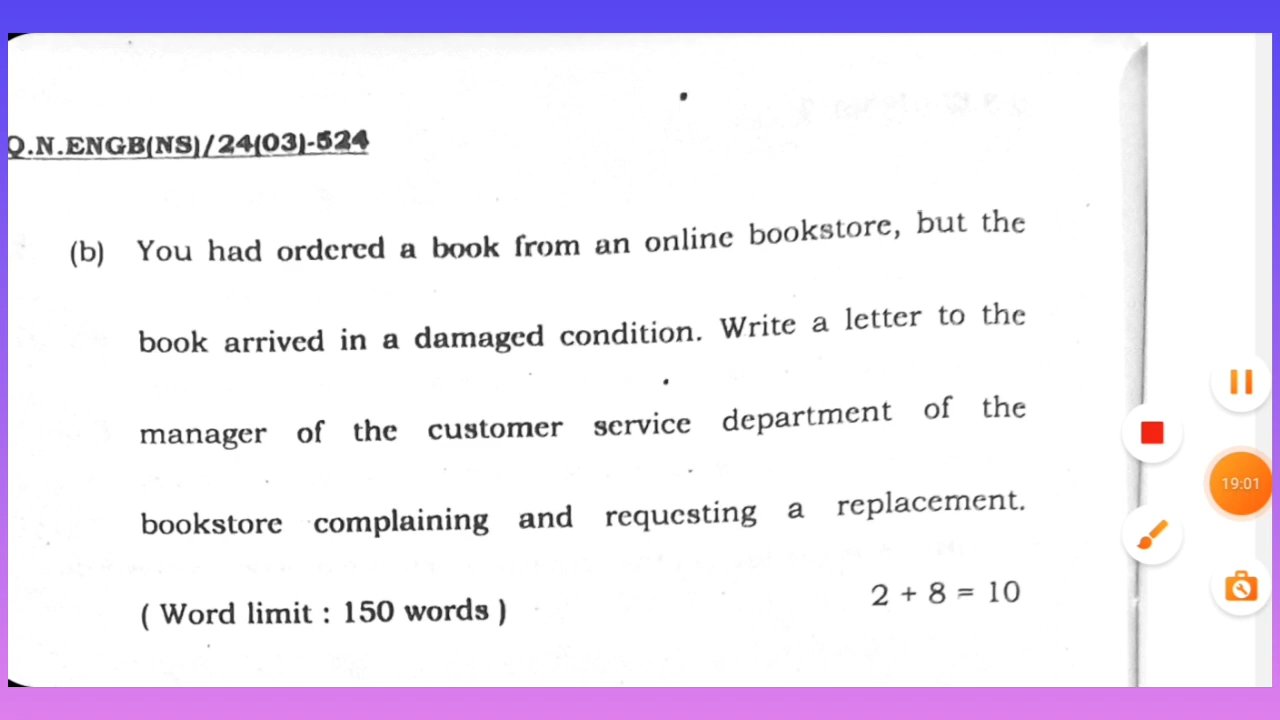 Q.N.ENGB(NS)/24(03)-524
(b) You had ordered a book from an online bookstore, but the
book arrived in a damaged condition. Write a letter to the
manager of the customer service department of the
bookstore complaining and requesting a replacement.
( Word limit : 150 words ) 2 + 8 = 10
19:01